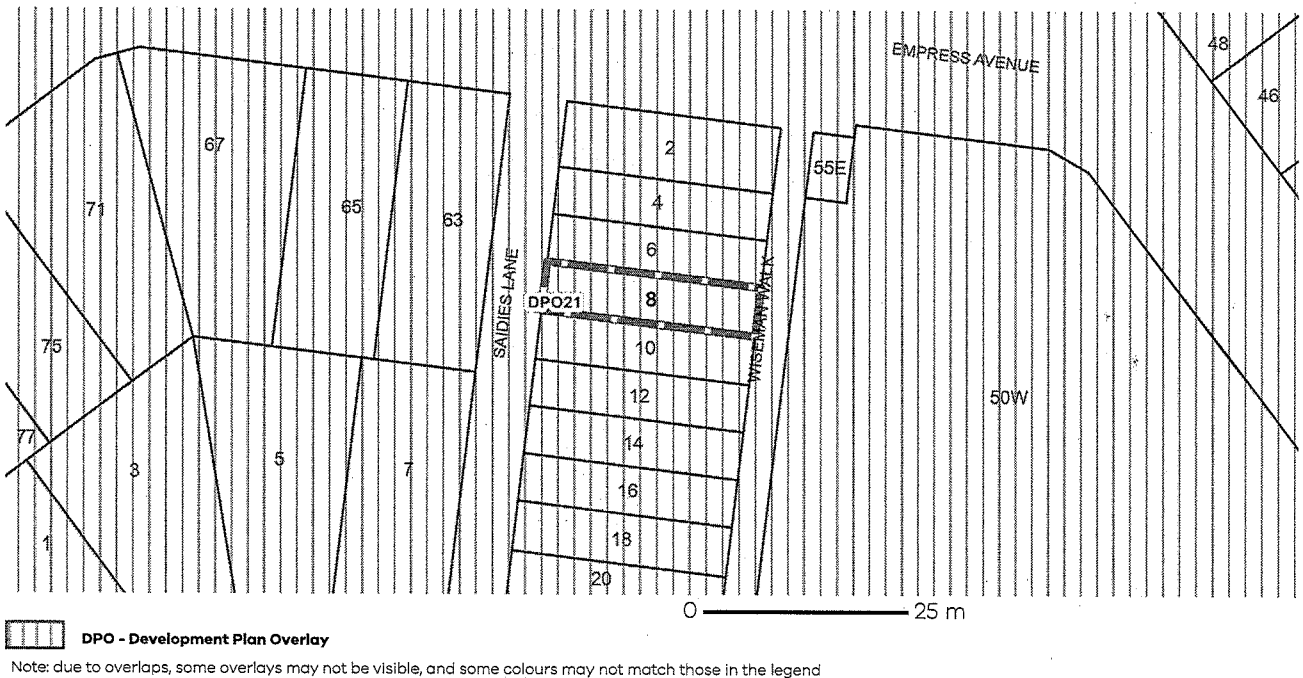 48
EMPRESS AVENUE
46
67
2
55E
71
65
4
63
6
SAIDIES LANE
DPO21
8
WISEMAN WALK
75
10
12
50W
77
14
3
5
7
16
18
1
20
0 25 m
DPO - Development Plan Overlay
Note: due to overlaps, some overlays may not be visible, and some colours may not match those in the legend